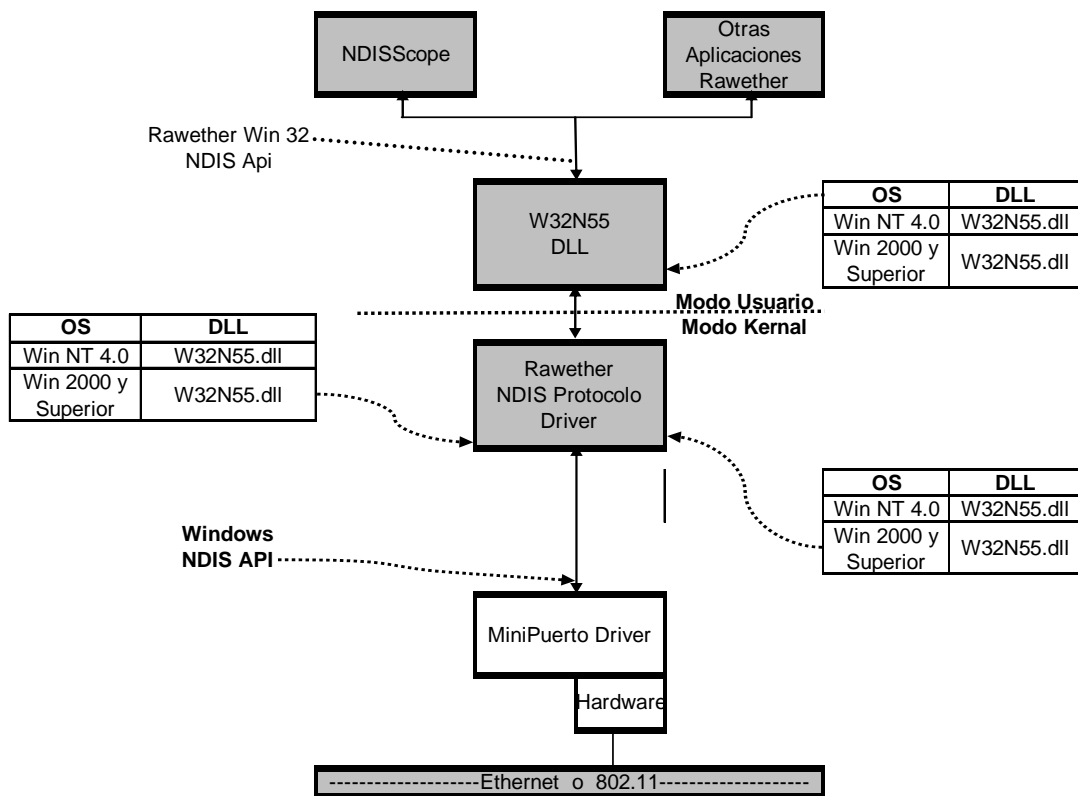 NDISScope
Otras
Aplicaciones
Rawether
Rawether Win 32
NDIS Api
W32N55
DLL
OS DLL
Win NT 4.0 W32N55.dll
Win 2000 y
Superior W32N55.dll
Modo Usuario
Modo Kernal
OS DLL
Win NT 4.0 W32N55.dll
Win 2000 y
Superior W32N55.dll
Rawether
NDIS Protocolo
Driver
OS DLL
Win NT 4.0 W32N55.dll
Win 2000 y
Superior W32N55.dll
Windows
NDIS API
MiniPuerto Driver
Hardware
Ethernet o 802.11